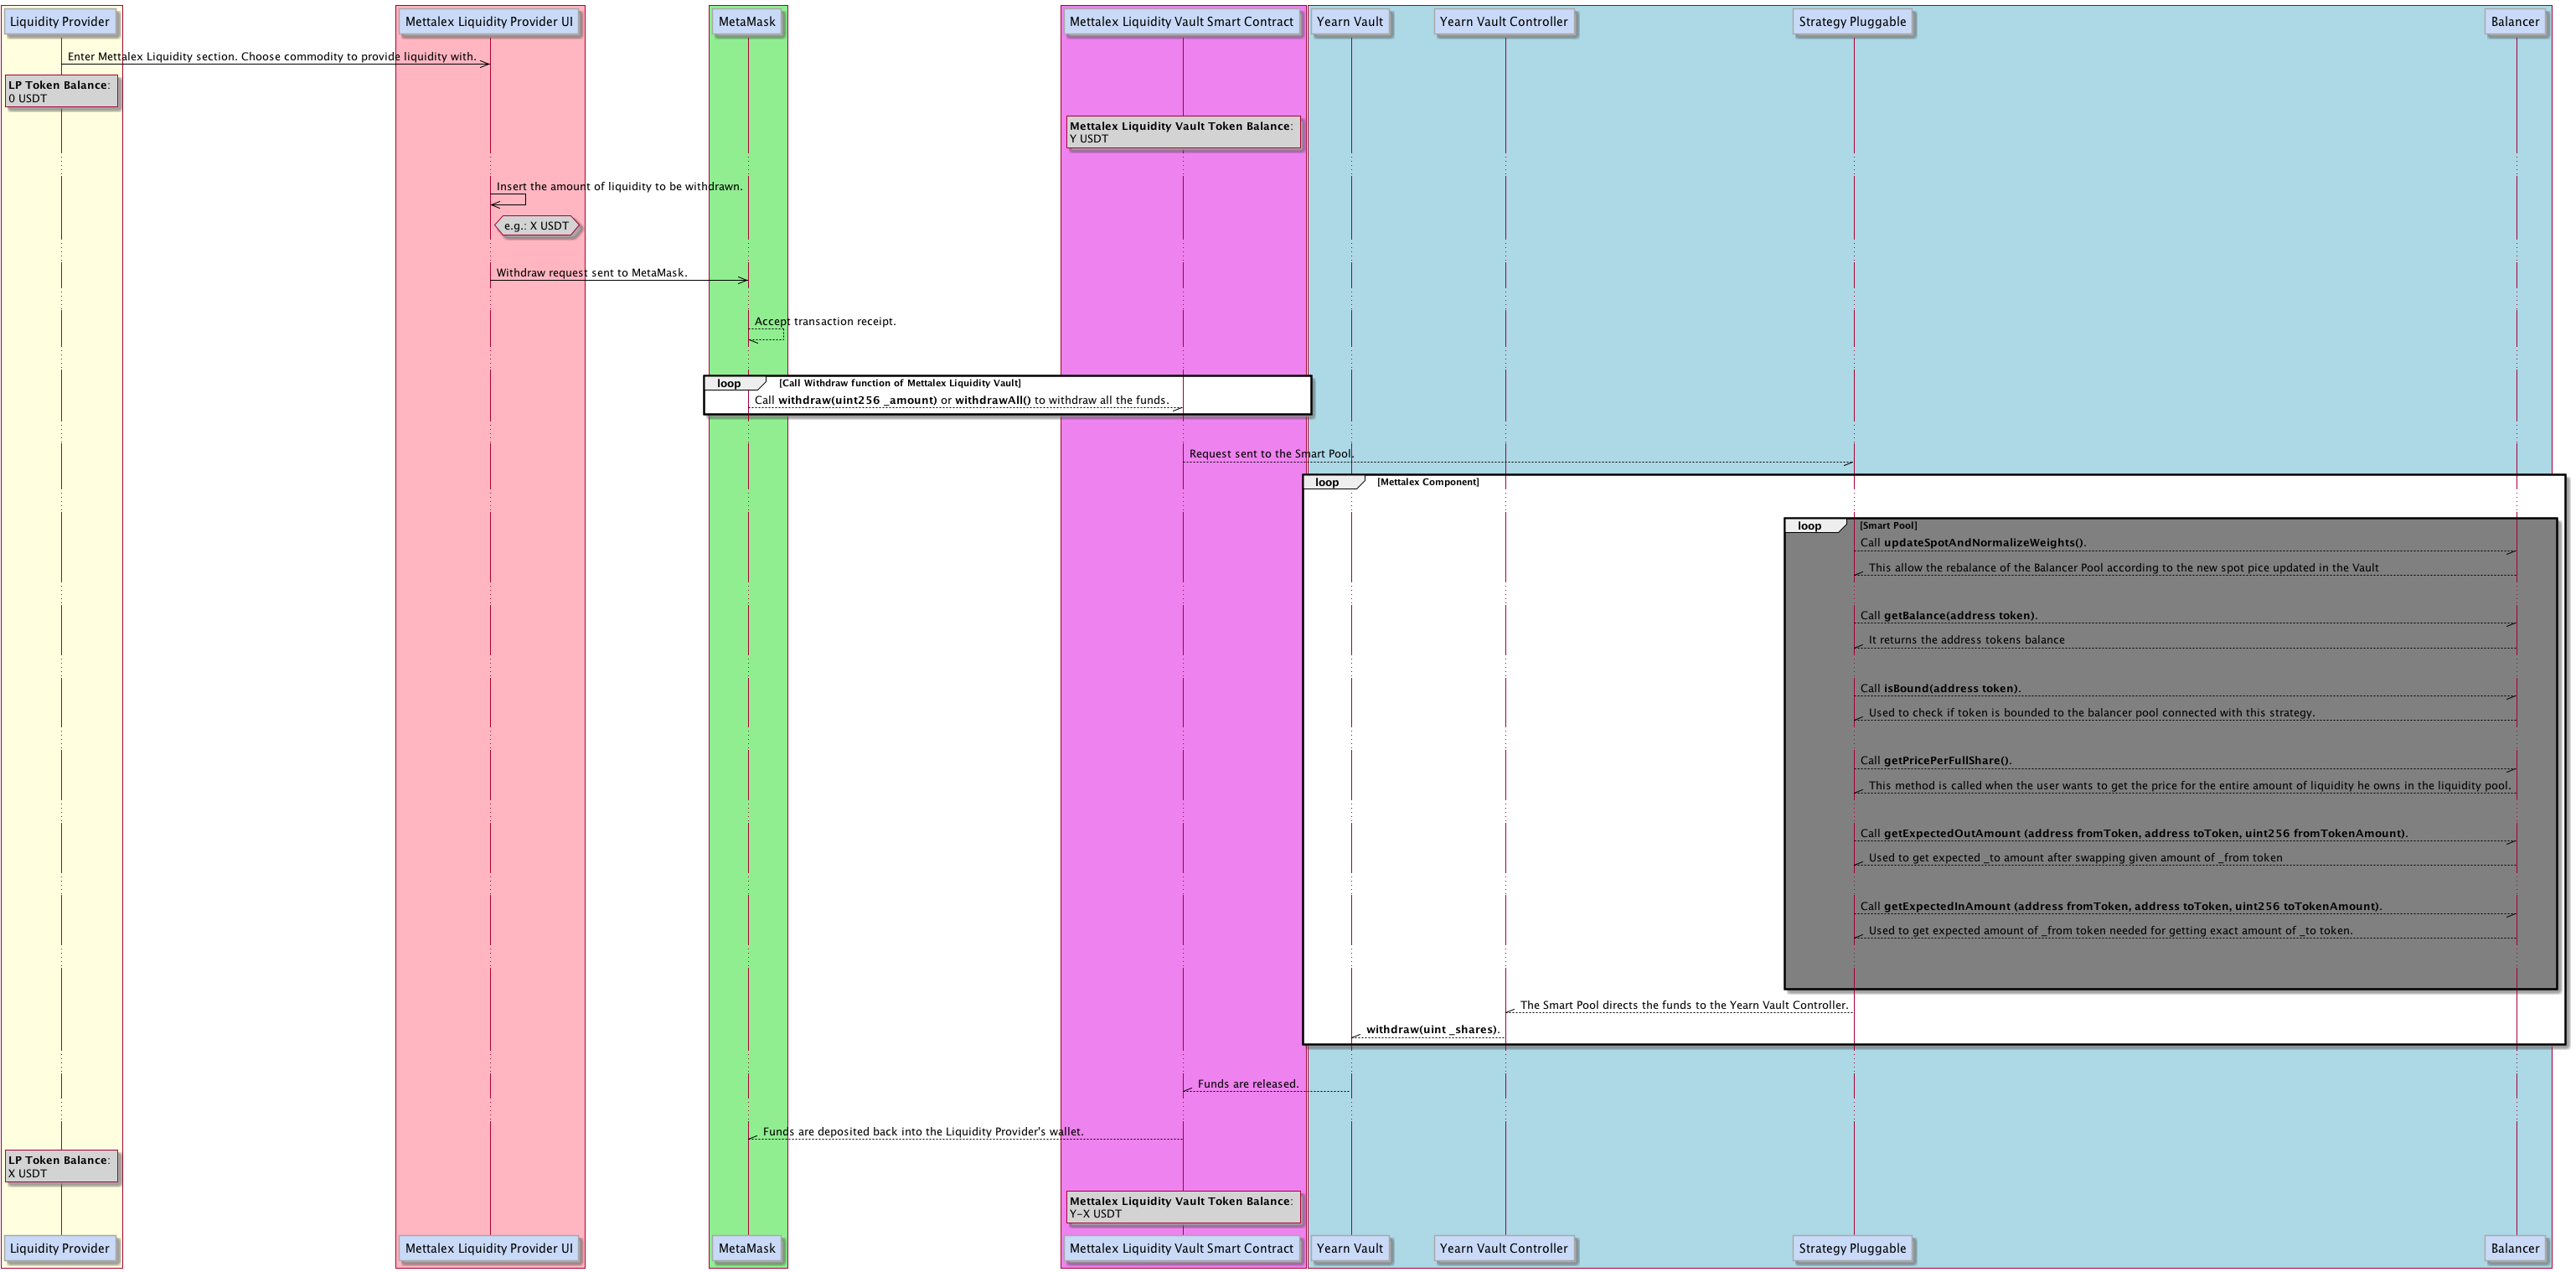 Liquidity Provider
Mettalex Liquidity Provider UI
MetaMask
Mettalex Liquidity Vault Smart Contract
Yearn Vault
Yearn Vault Controller
Strategy Pluggable
Balancer
Enter Mettalex Liquidity section. Choose commodity to provide liquidity with.
LP Token Balance:
0 USDT
Mettalex Liquidity Vault Token Balance:
Y USDT
Insert the amount of liquidity to be withdrawn.
e.g.: X USDT
Withdraw request sent to MetaMask.
Accept transaction receipt.
loop [Call Withdraw function of Mettalex Liquidity Vault]
Call withdraw(uint256 _amount) or withdrawAll() to withdraw all the funds.
Request sent to the Smart Pool.
loop [Mettalex Component]
loop [Smart Pool]
Call updateSpotAndNormalizeWeights().
This allow the rebalance of the Balancer Pool according to the new spot pice updated in the Vault
Call getBalance(address token).
It returns the address tokens balance
Call isBound(address token).
Used to check if token is bounded to the balancer pool connected with this strategy.
Call getPricePerFullShare().
This method is called when the user wants to get the price for the entire amount of liquidity he owns in the liquidity pool.
Call getExpectedOutAmount (address fromToken, address toToken, uint256 fromTokenAmount).
Used to get expected _to amount after swapping given amount of _from token
Call getExpectedInAmount (address fromToken, address toToken, uint256 toTokenAmount).
Used to get expected amount of _from token needed for getting exact amount of _to token.
The Smart Pool directs the funds to the Yearn Vault Controller.
withdraw(uint _shares).
Funds are released.
Funds are deposited back into the Liquidity Provider's wallet.
LP Token Balance:
X USDT
Mettalex Liquidity Vault Token Balance:
Y-X USDT
Liquidity Provider
Mettalex Liquidity Provider UI
MetaMask
Mettalex Liquidity Vault Smart Contract
Yearn Vault
Yearn Vault Controller
Strategy Pluggable
Balancer